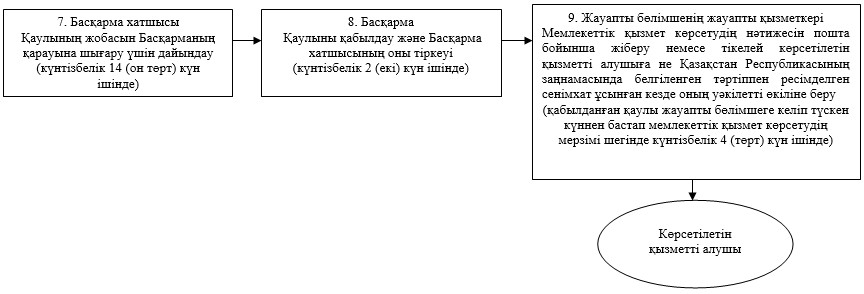 7. Басқарма хатшысы
Қаулының жобасын Басқарманың
қарауына шығару үшін дайындау
(күнтізбелік 14 (он төрт) күн
ішінде)
8. Басқарма
Қаулыны қабылдау және Басқарма
хатшысының оны тіркеуі
(күнтізбелік 2 (екі) күн ішінде)
9. Жауапты бөлімшенің жауапты қызметкері
Мемлекеттік қызмет көрсетудің нәтижесін пошта
бойынша жіберу немесе тікелей көрсетілетін
қызметті алушыға не Қазақстан Республикасының
заңнамасында белгіленген тәртіппен ресімделген
сенімхат ұсынған кезде оның уәкілетті өкіліне беру
(қабылданған қаулы жауапты бөлімшеге келіп түскен
күннен бастап мемлекеттік қызмет көрсетудің
мерзімі шегінде күнтізбелік 4 (төрт) күн ішінде)
Көрсетілетін
қызметті алушы